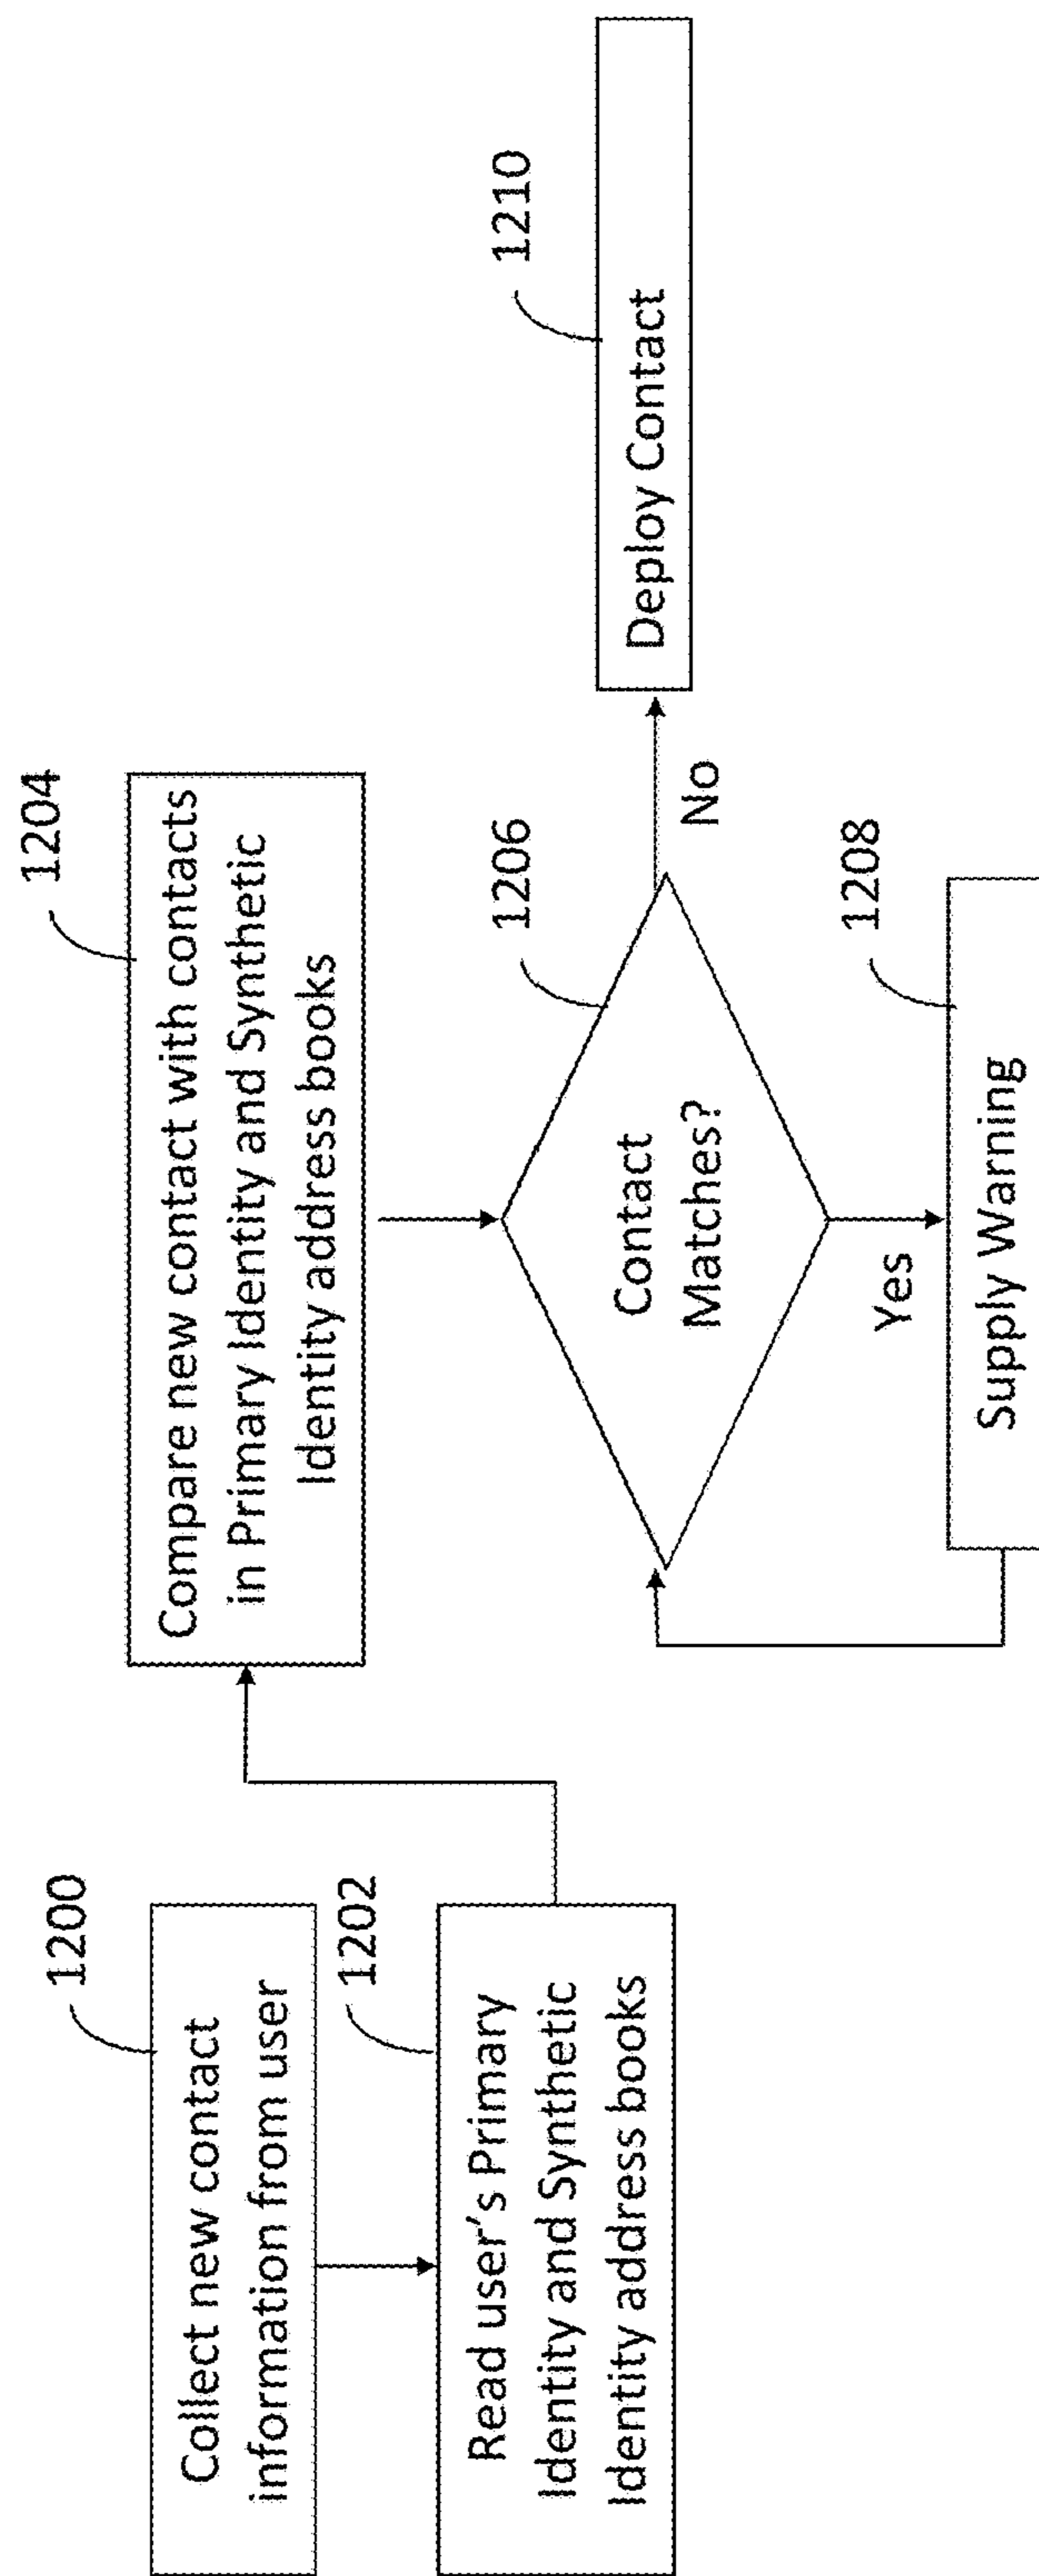 1200
Collect new contact
information from user
1202
Read user's Primary
Identity and Synthetic
Identity address books
1204
Compare new contact with contacts
in Primary Identity and Synthetic
Identity address books
1206
Contact
Matches?
No
Yes
1208
Supply Warning
1210
Deploy Contact